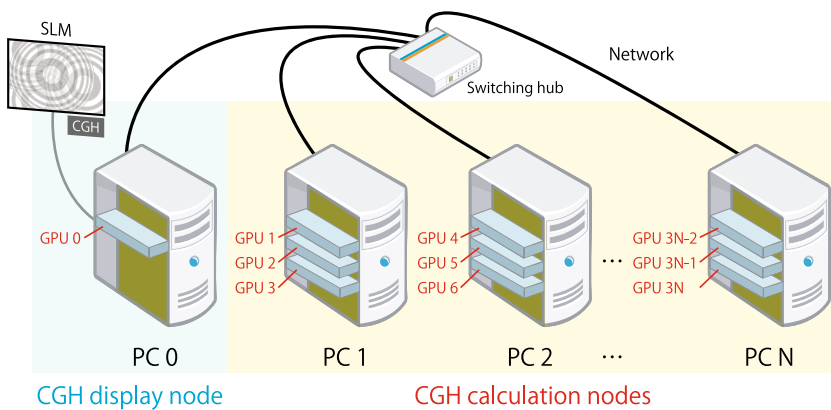 SLM
Network
Switching hub
CGH
GPU 0
GPU 1
GPU 2
GPU 3
GPU 4
GPU 5
GPU 6
...
GPU 3N-2
GPU 3N-1
GPU 3N
PC 0
PC 1
PC 2
...
PC N
CGH display node
CGH calculation nodes